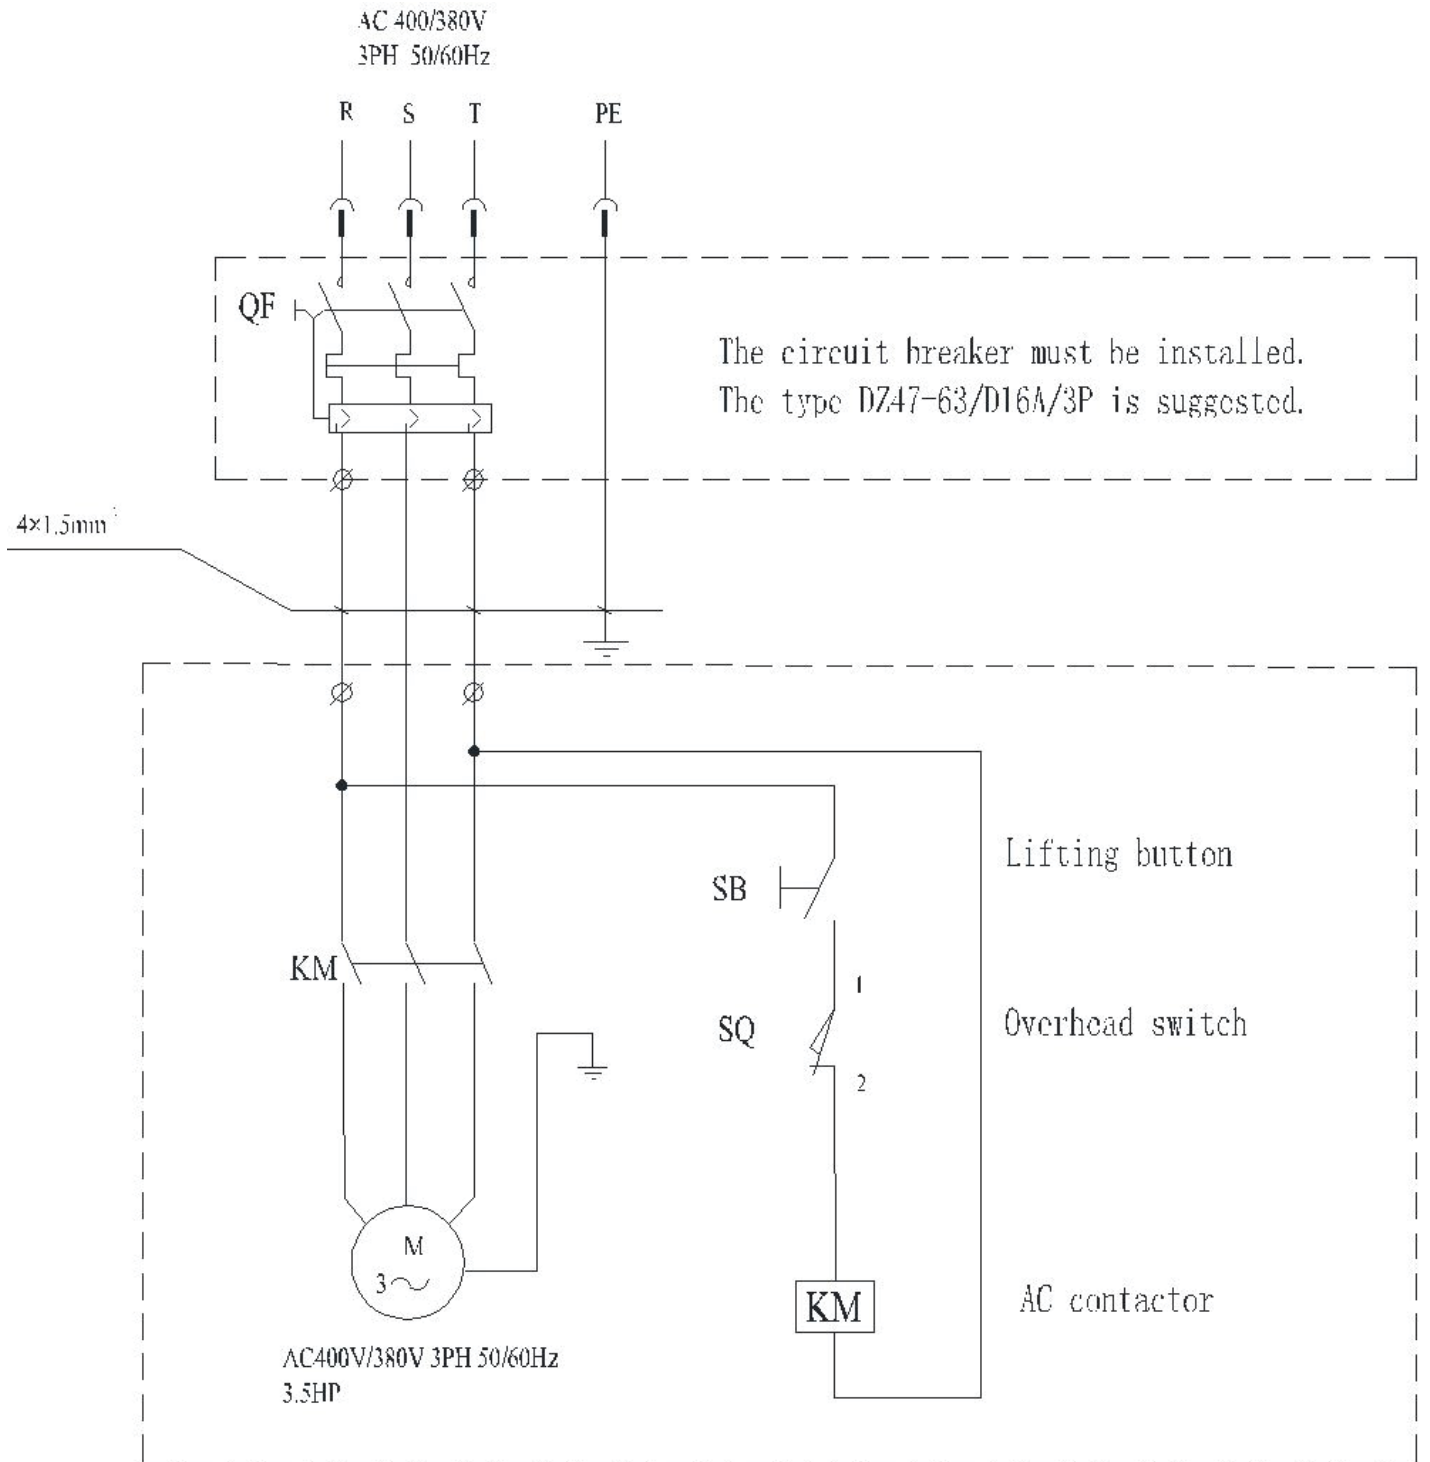 AC 400/380V
3PH 50/60Hz
R S T PE
QF
The circuit breaker must be installed.
The type DZ47-63/D16A/3P is suggested.
4×1.5mm²
Lifting button
SB
KM
1
SQ
Overhead switch
2
M
3~
KM
AC contactor
AC400V/380V 3PH 50/60Hz
3.5HP